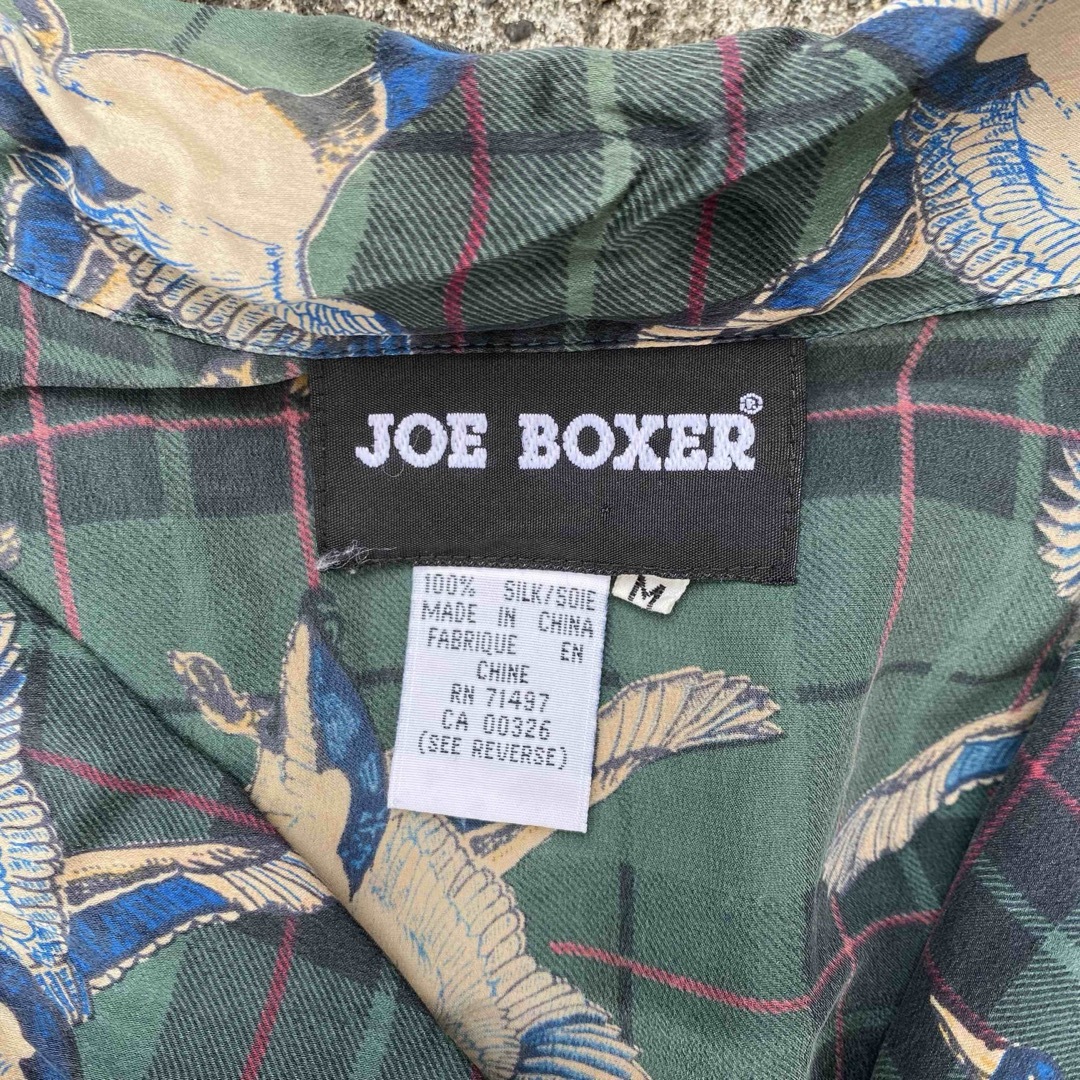 JOE BOXER®
100% SILK/SOIE
MADE IN CHINA
FABRIQUE EN
CHINE
RN 71497
CA 00326
(SEE REVERSE)
M